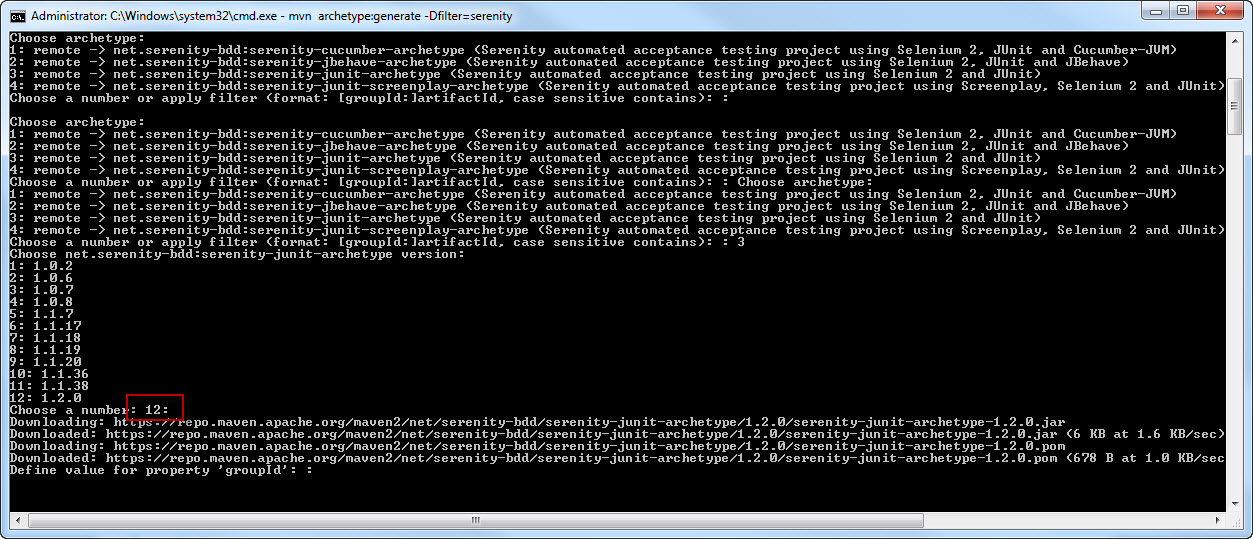 Administrator: C:\Windows\system32\cmd.exe - mvn  archetype:generate -Dfilter=serenity
Choose archetype:
1: remote -> net.serenity-bdd:serenity-cucumber-archetype (Serenity automated acceptance testing project using Selenium 2, JUnit and Cucumber-JVM)
2: remote -> net.serenity-bdd:serenity-jbehave-archetype (Serenity automated acceptance testing project using Selenium 2, JUnit and JBehave)
3: remote -> net.serenity-bdd:serenity-junit-archetype (Serenity automated acceptance testing project using Selenium 2 and JUnit)
4: remote -> net.serenity-bdd:serenity-junit-screenplay-archetype (Serenity automated acceptance testing project using Screenplay, Selenium 2 and JUnit)
Choose a number or apply filter (format: [groupId:]artifactId, case sensitive contains): :
Choose archetype:
1: remote -> net.serenity-bdd:serenity-cucumber-archetype (Serenity automated acceptance testing project using Selenium 2, JUnit and Cucumber-JVM)
2: remote -> net.serenity-bdd:serenity-jbehave-archetype (Serenity automated acceptance testing project using Selenium 2, JUnit and JBehave)
3: remote -> net.serenity-bdd:serenity-junit-archetype (Serenity automated acceptance testing project using Selenium 2 and JUnit)
4: remote -> net.serenity-bdd:serenity-junit-screenplay-archetype (Serenity automated acceptance testing project using Screenplay, Selenium 2 and JUnit)
Choose a number or apply filter (format: [groupId:]artifactId, case sensitive contains): : Choose archetype:
1: remote -> net.serenity-bdd:serenity-cucumber-archetype (Serenity automated acceptance testing project using Selenium 2, JUnit and Cucumber-JVM)
2: remote -> net.serenity-bdd:serenity-jbehave-archetype (Serenity automated acceptance testing project using Selenium 2, JUnit and JBehave)
3: remote -> net.serenity-bdd:serenity-junit-archetype (Serenity automated acceptance testing project using Selenium 2 and JUnit)
4: remote -> net.serenity-bdd:serenity-junit-screenplay-archetype (Serenity automated acceptance testing project using Screenplay, Selenium 2 and JUnit)
Choose a number or apply filter (format: [groupId:]artifactId, case sensitive contains): : 3
Choose net.serenity-bdd:serenity-junit-archetype version:
1: 1.0.2
2: 1.0.6
3: 1.0.7
4: 1.0.8
5: 1.1.7
6: 1.1.17
7: 1.1.18
8: 1.1.19
9: 1.1.20
10: 1.1.36
11: 1.1.38
12: 1.2.0
Choose a number: 12:
Downloading: https://repo.maven.apache.org/maven2/net/serenity-bdd/serenity-junit-archetype/1.2.0/serenity-junit-archetype-1.2.0.jar
Downloaded: https://repo.maven.apache.org/maven2/net/serenity-bdd/serenity-junit-archetype/1.2.0/serenity-junit-archetype-1.2.0.jar (6 KB at 1.6 KB/sec)
Downloading: https://repo.maven.apache.org/maven2/net/serenity-bdd/serenity-junit-archetype/1.2.0/serenity-junit-archetype-1.2.0.pom
Downloaded: https://repo.maven.apache.org/maven2/net/serenity-bdd/serenity-junit-archetype/1.2.0/serenity-junit-archetype-1.2.0.pom (678 B at 1.0 KB/sec
Define value for property 'groupId': :